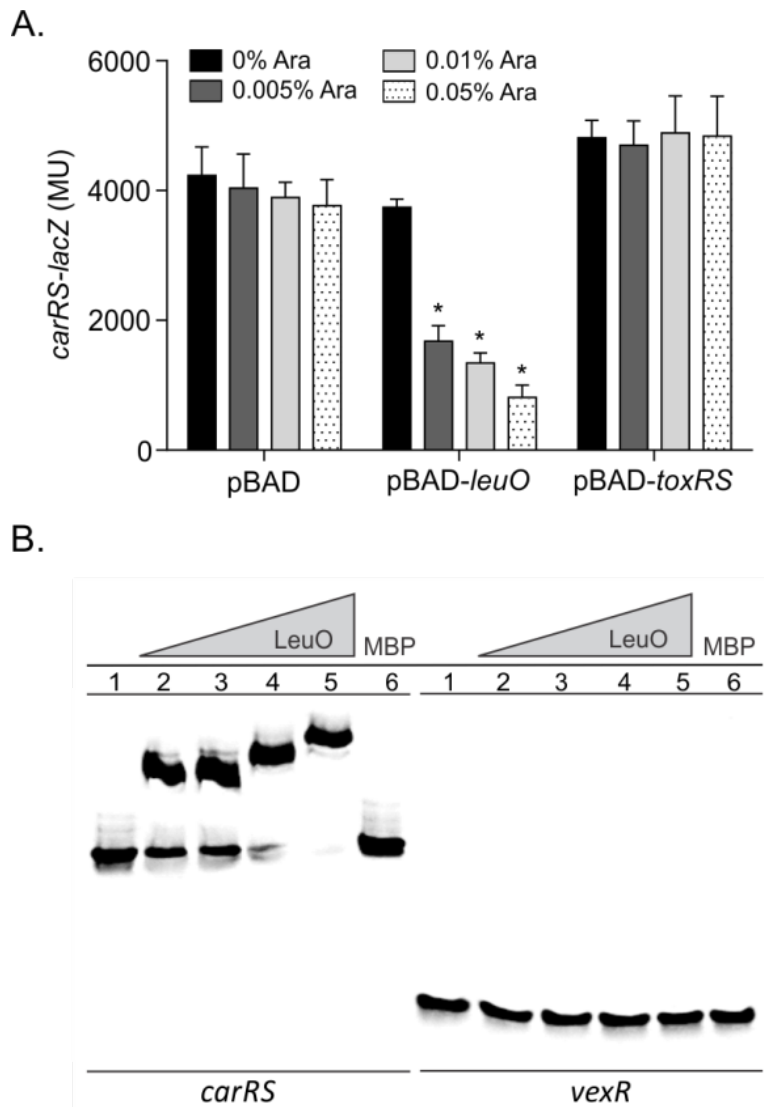 A.
6000
0% Ara
0.01% Ara
0.005% Ara
0.05% Ara
4000
2000
0
carRS-lacZ (MU)
* * *
pBAD
pBAD-leuO
pBAD-toxRS
B.
LeuO MBP LeuO MBP
1 2 3 4 5 6 1 2 3 4 5 6
carRS vexR